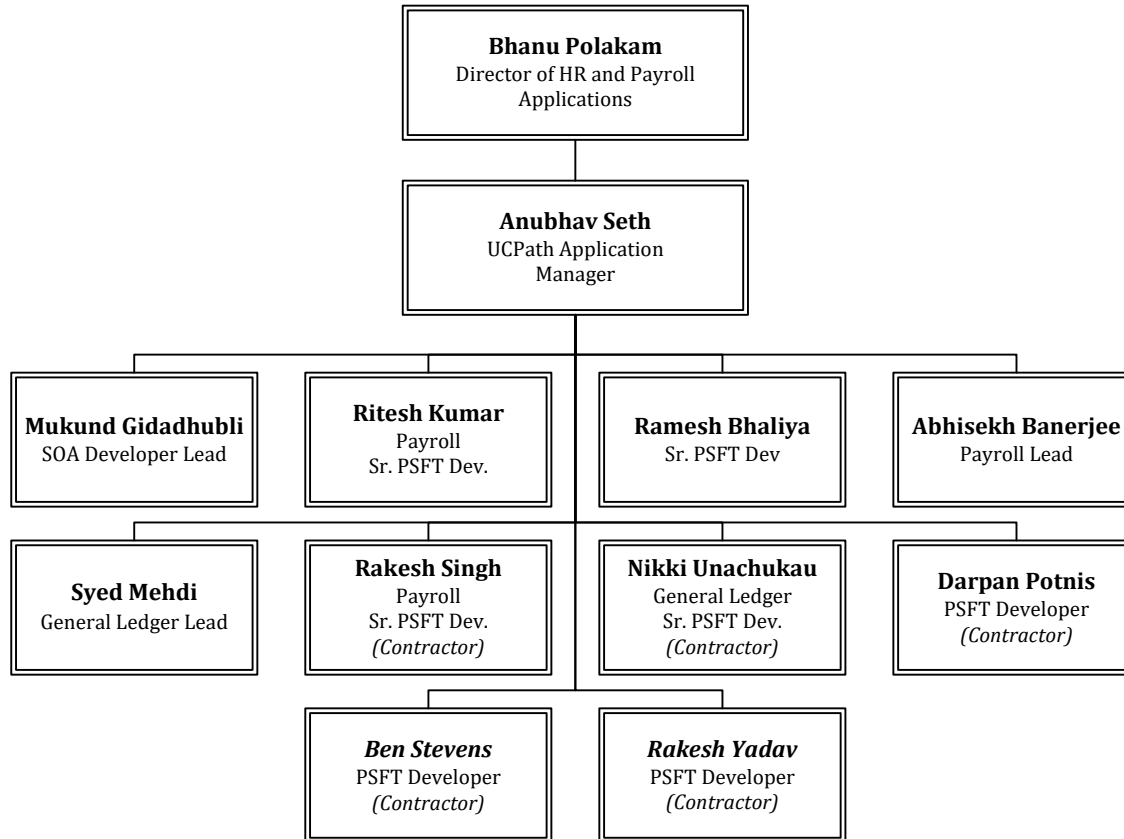 Bhanu Polakam
Director of HR and Payroll
Applications
Anubhav Seth
UCPath Application
Manager
Mukund Gidadhubli
SOA Developer Lead
Ritesh Kumar
Payroll
Sr. PSFT Dev.
Ramesh Bhaliya
Sr. PSFT Dev
Abhisekh Banerjee
Payroll Lead
Syed Mehdi
General Ledger Lead
Rakesh Singh
Payroll
Sr. PSFT Dev.
(Contractor)
Nikki Unachukau
General Ledger
Sr. PSFT Dev.
(Contractor)
Darpan Potnis
PSFT Developer
(Contractor)
Ben Stevens
PSFT Developer
(Contractor)
Rakesh Yadav
PSFT Developer
(Contractor)